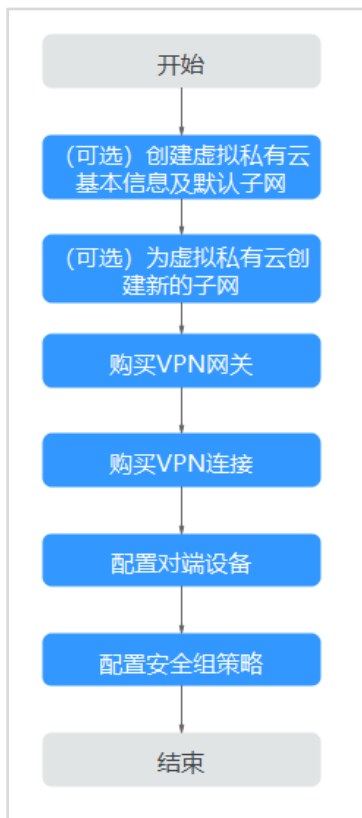 开始
（可选）创建虚拟私有云
基本信息及默认子网
（可选）为虚拟私有云创
建新的子网
购买VPN网关
购买VPN连接
配置对端设备
配置安全组策略
结束